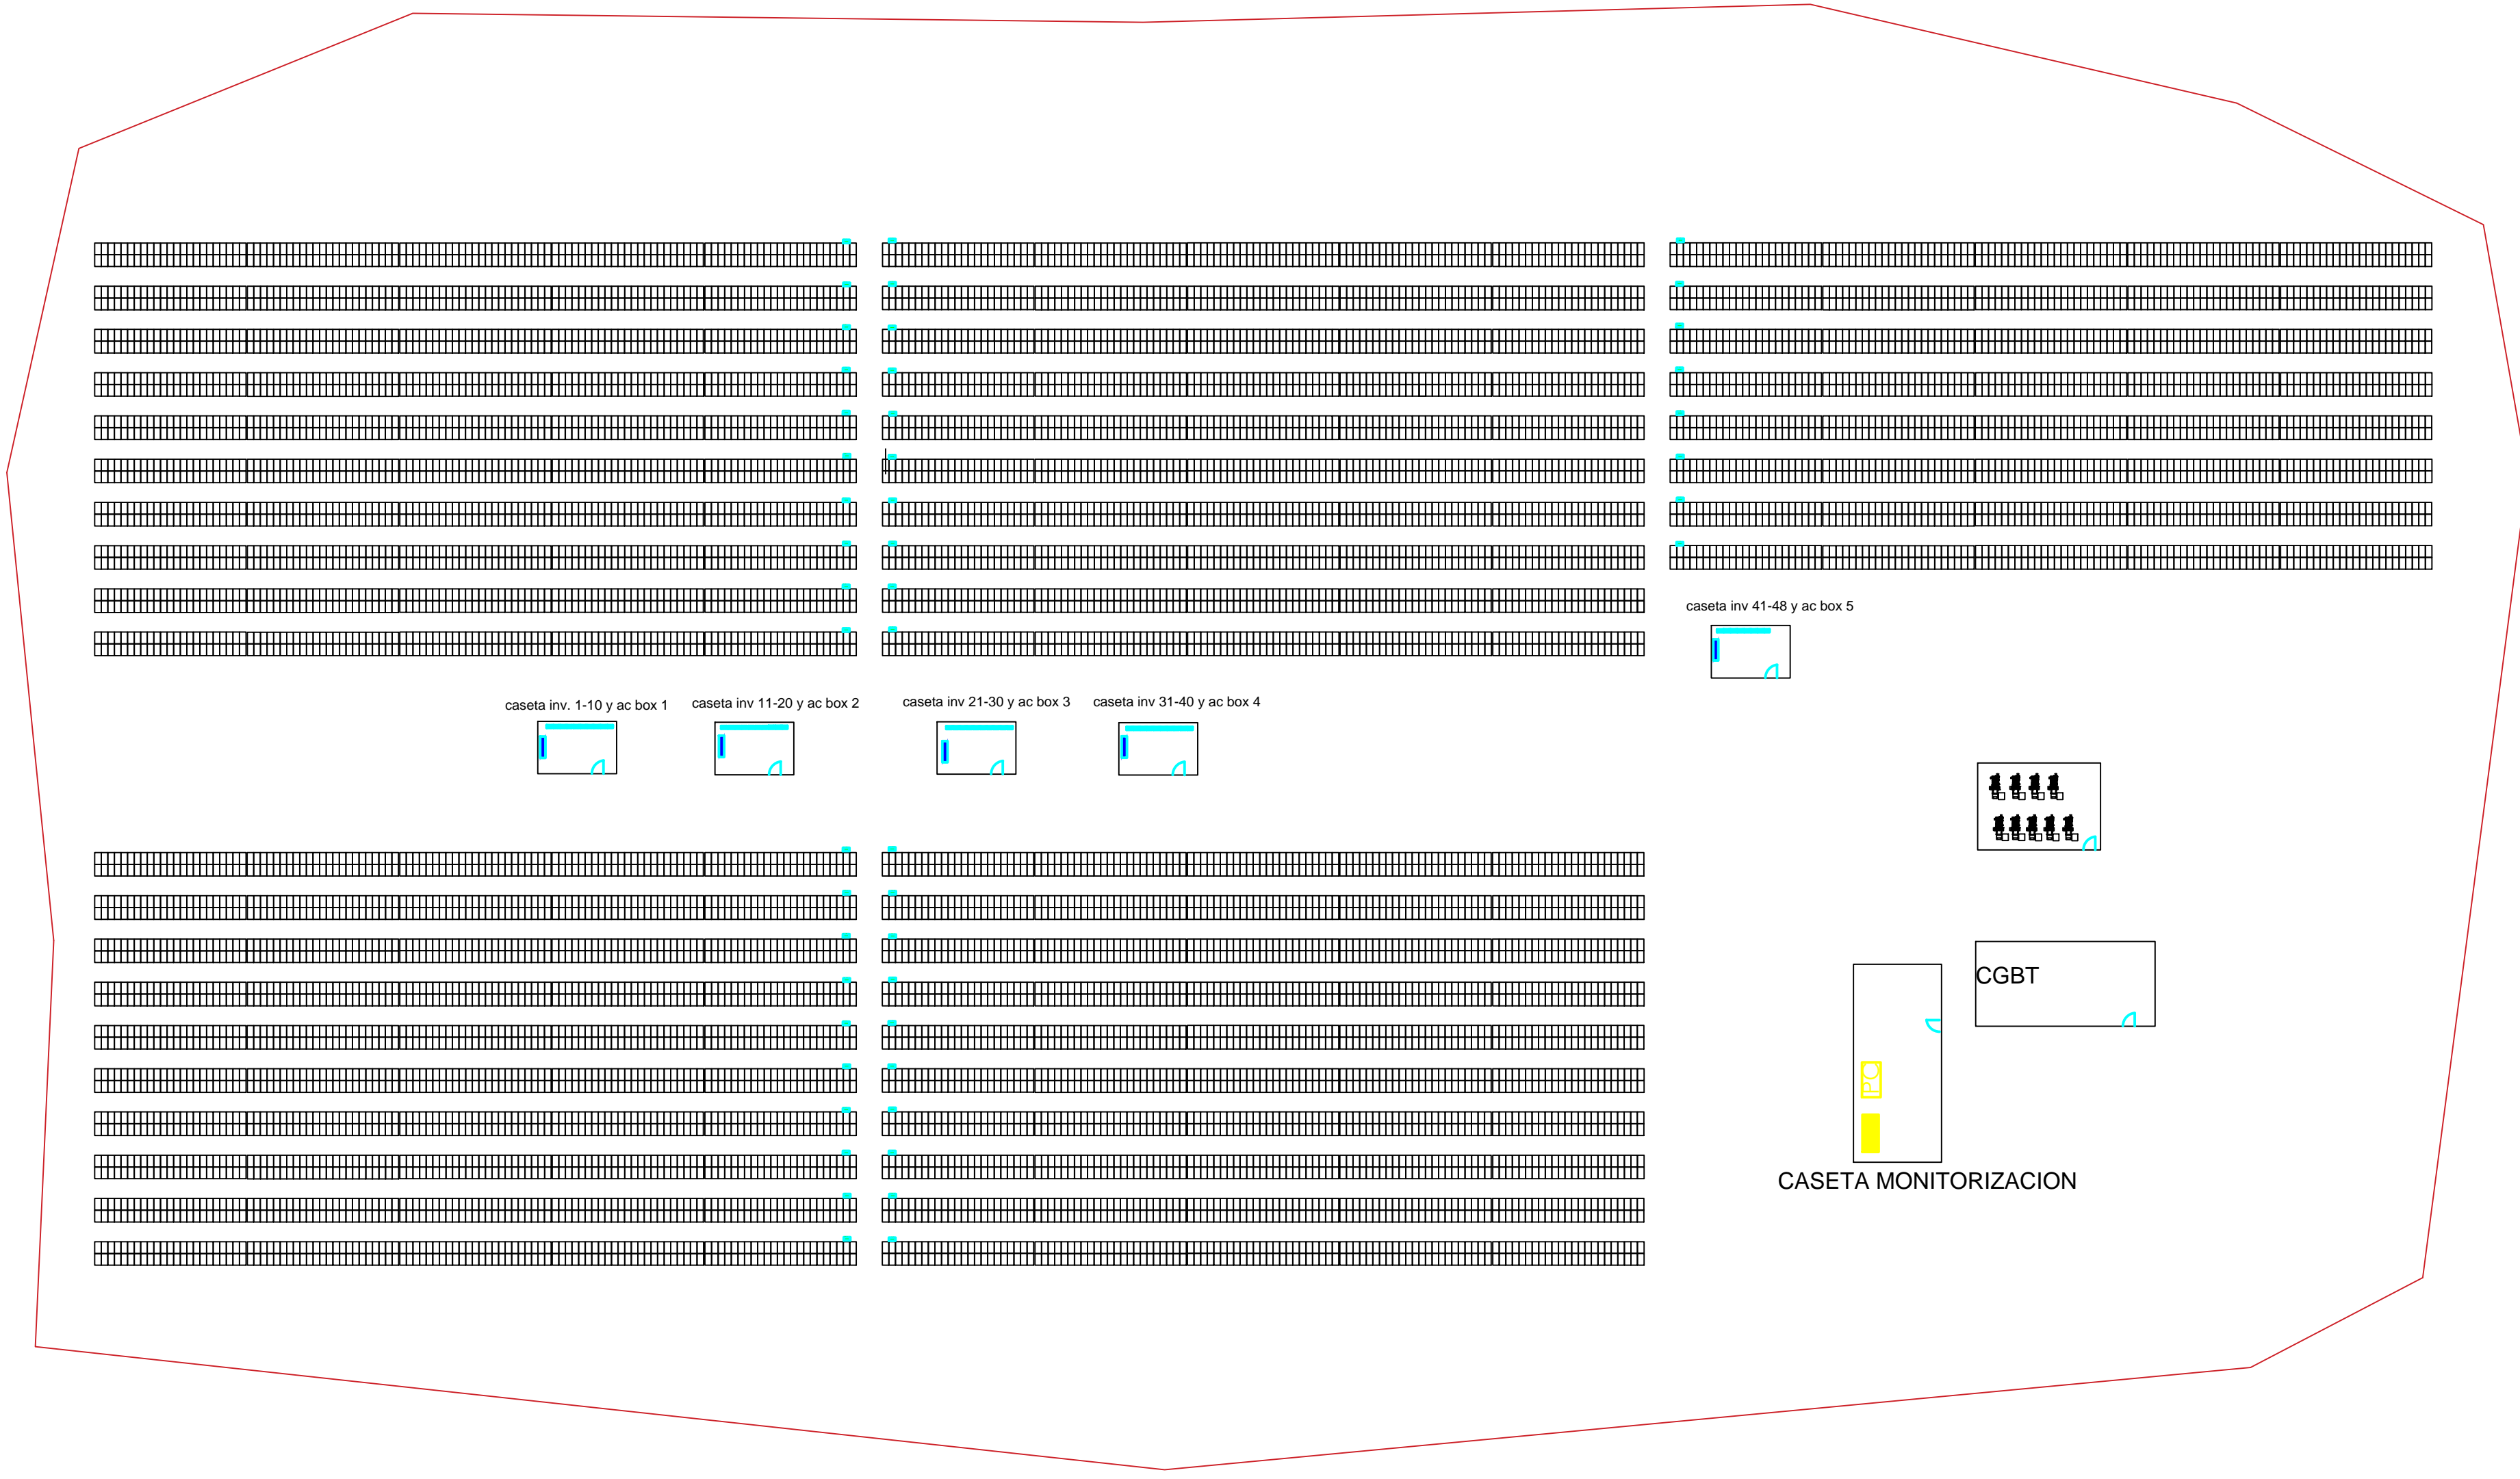 caseta inv 41-48 y ac box 5
caseta inv. 1-10 y ac box 1
caseta inv 11-20 y ac box 2
caseta inv 21-30 y ac box 3
caseta inv 31-40 y ac box 4
CGBT
PC
CASETA MONITORIZACION